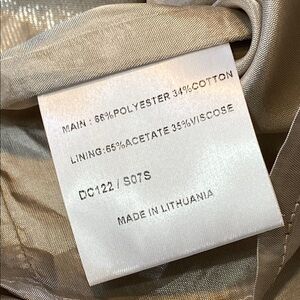 MAIN : 66%POLYESTER 34%COTTON
LINING:65%ACETATE 35%VISCOSE
DC122 / S07S
MADE IN LITHUANIA